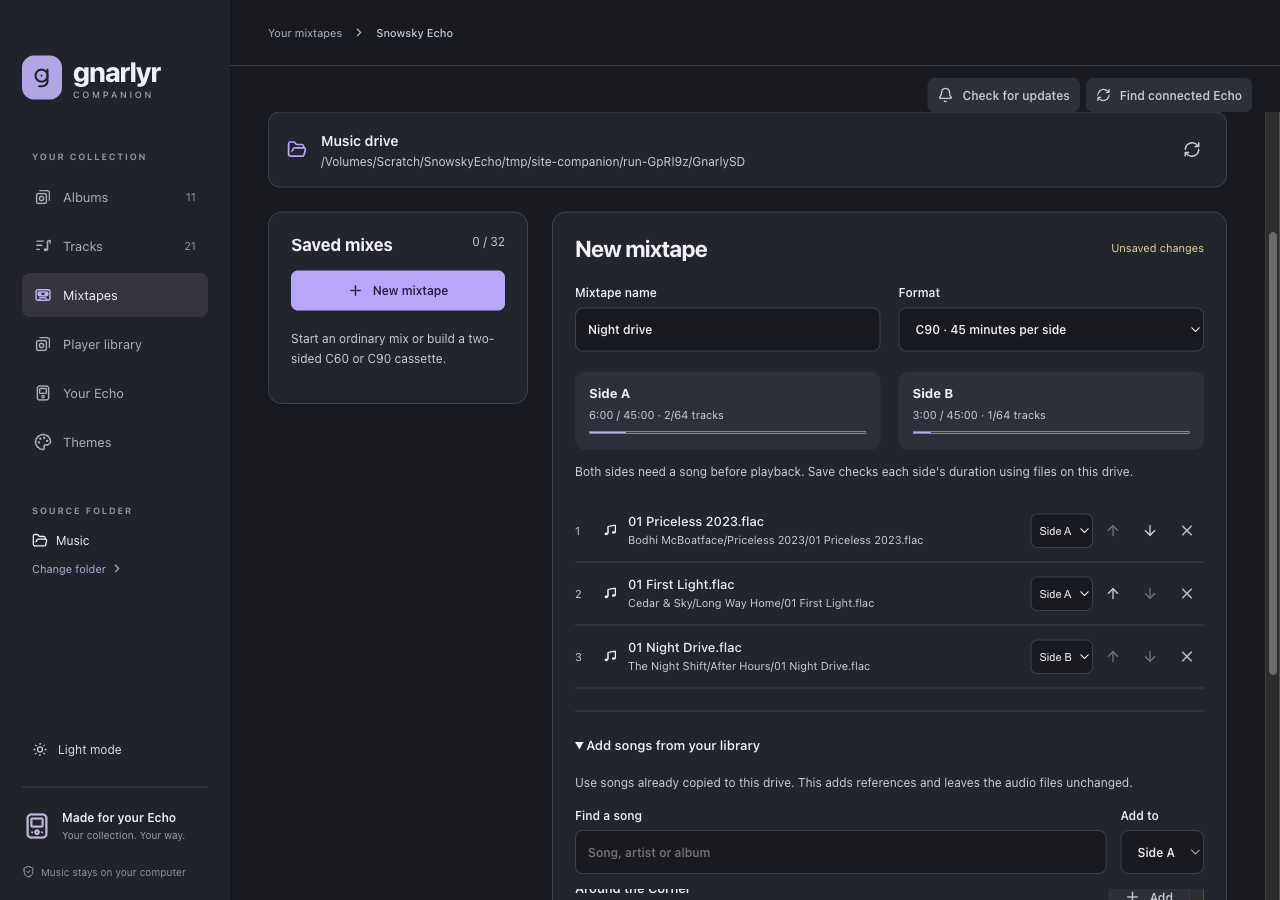 g
gnarlyr
COMPANION
YOUR COLLECTION
Albums 11
Tracks 21
Mixtapes
Player library
Your Echo
Themes
SOURCE FOLDER
Music
Change folder
Light mode
Made for your Echo
Your collection. Your way.
Music stays on your computer
Your mixtapes > Snowsky Echo
Check for updates
Find connected Echo
Music drive
/Volumes/Scratch/SnowskyEcho/tmp/site-companion/run-GpRl9z/GnarlySD
Saved mixes 0 / 32
New mixtape
Start an ordinary mix or build a two-
sided C60 or C90 cassette.
New mixtape Unsaved changes
Mixtape name Format
Night drive C90 · 45 minutes per side
Side A
6:00 / 45:00 · 2/64 tracks
Side B
3:00 / 45:00 · 1/64 tracks
Both sides need a song before playback. Save checks each side's duration using files on this drive.
1 01 Priceless 2023.flac Side A
Bodhi McBoatface/Priceless 2023/01 Priceless 2023.flac
2 01 First Light.flac Side A
Cedar & Sky/Long Way Home/01 First Light.flac
3 01 Night Drive.flac Side B
The Night Shift/After Hours/01 Night Drive.flac
Add songs from your library
Use songs already copied to this drive. This adds references and leaves the audio files unchanged.
Find a song Add to
Song, artist or album Side A
Around the Corner Add